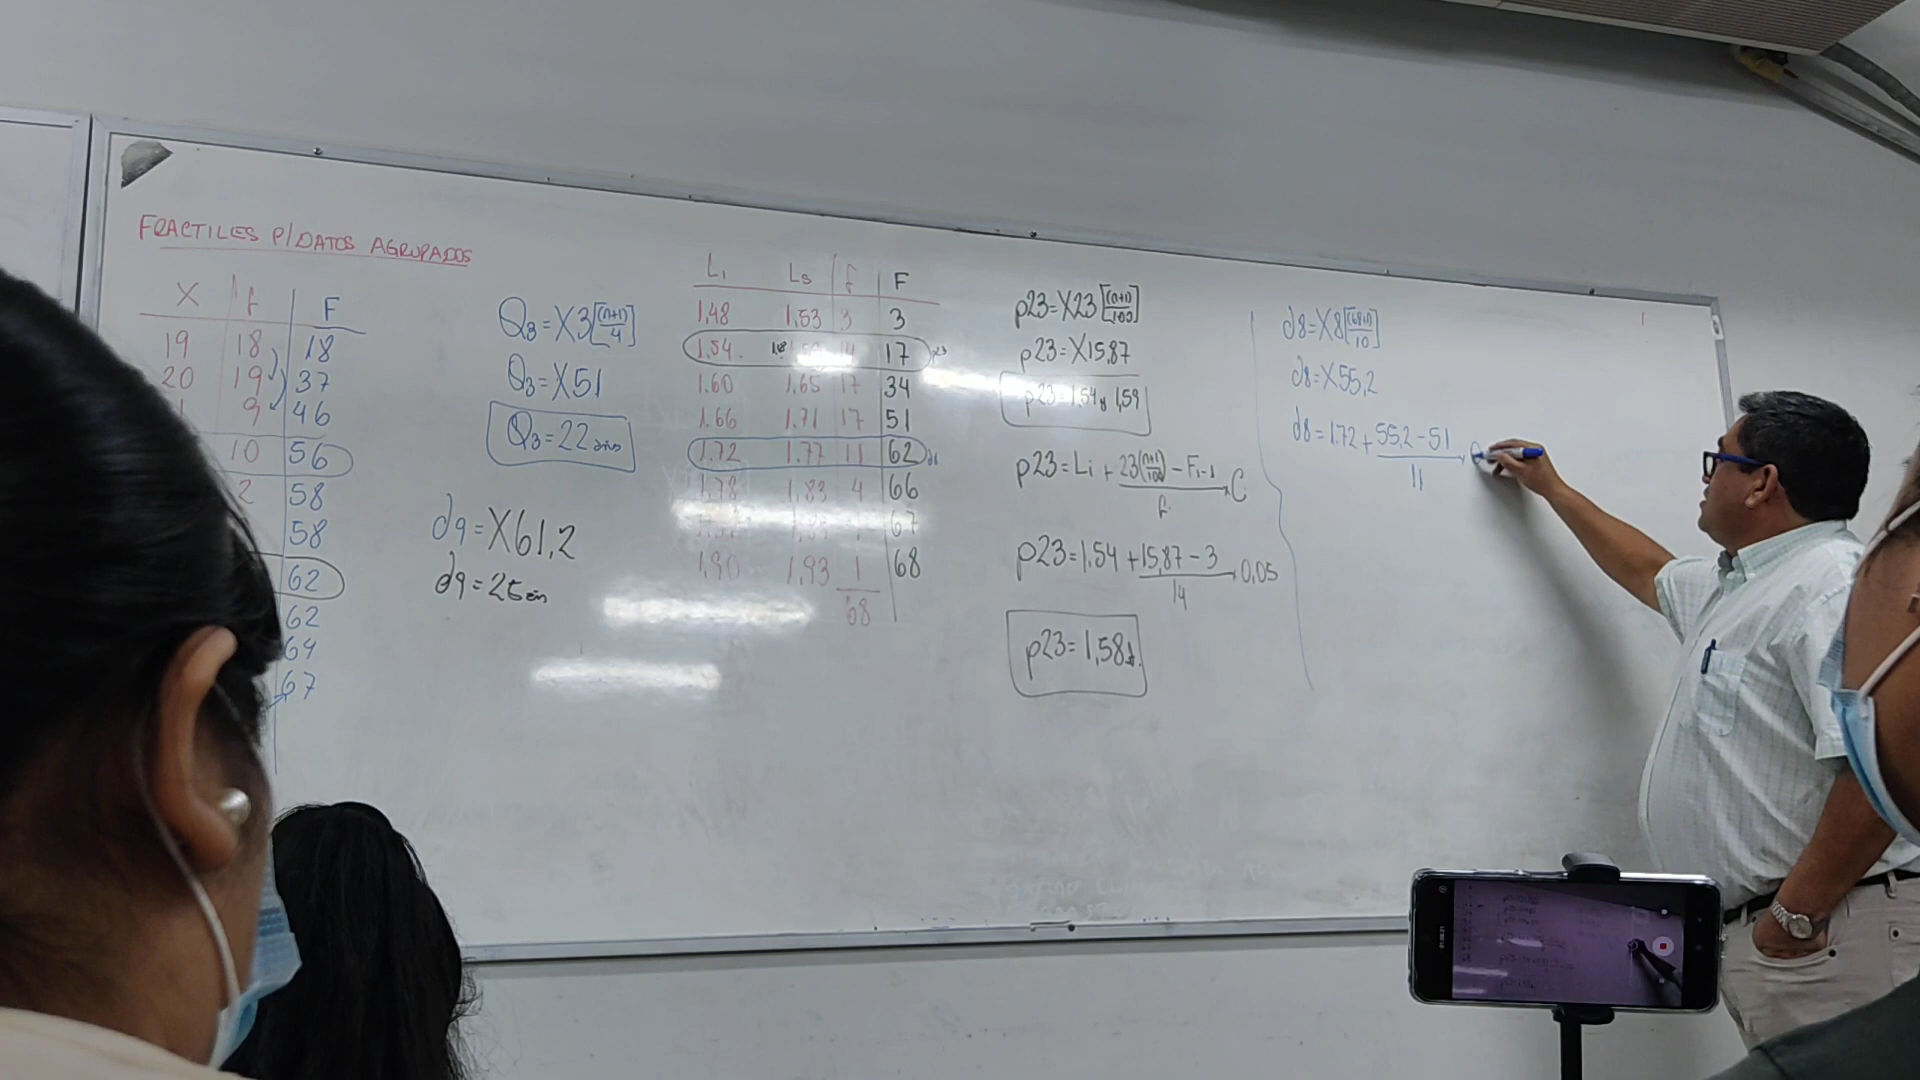 FRACTILES P/DATOS AGRUPADOS
X f F
19 18 18
20 19 37
1 9 46
10 56
2 58
58
62
62
64
67
Q3 = X3[(n+1)/4]
Q3 = X51
Q3 = 22 años
d9 = X61,2
d9 = 25
Li Ls f F
1,48 1,53 3 3
1,54 17
1.60 1,65 17 34
1.66 1.71 17 51
1.72 1.77 11 62 d8
1,78 1,83 4 66
67
1,90 1,93 1 68
68
p23 = X23[(n+1)/100]
p23 = X15,87
p23 = 1,54 y 1,59
p23 = Li + 23(n+1/100) - Fi-1 / fi × C
p23 = 1,54 + 15,87 - 3 / 14 × 0,05
p23 = 1,58
d8 = X8[(68+1)/10]
d8 = X55,2
d8 = 1.72 + 55,2 - 51 / 11